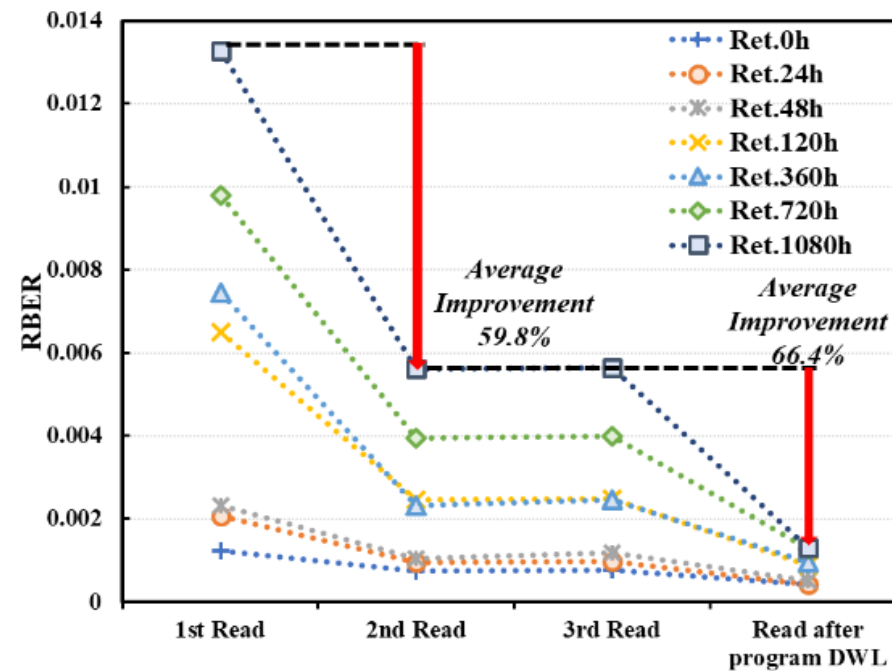 0.014
0.012
0.01
0.008
0.006
0.004
0.002
0
RBER
Ret.0h
Ret.24h
Ret.48h
Ret.120h
Ret.360h
Ret.720h
Ret.1080h
Average
Improvement
59.8%
Average
Improvement
66.4%
1st Read
2nd Read
3rd Read
Read after
program DWL